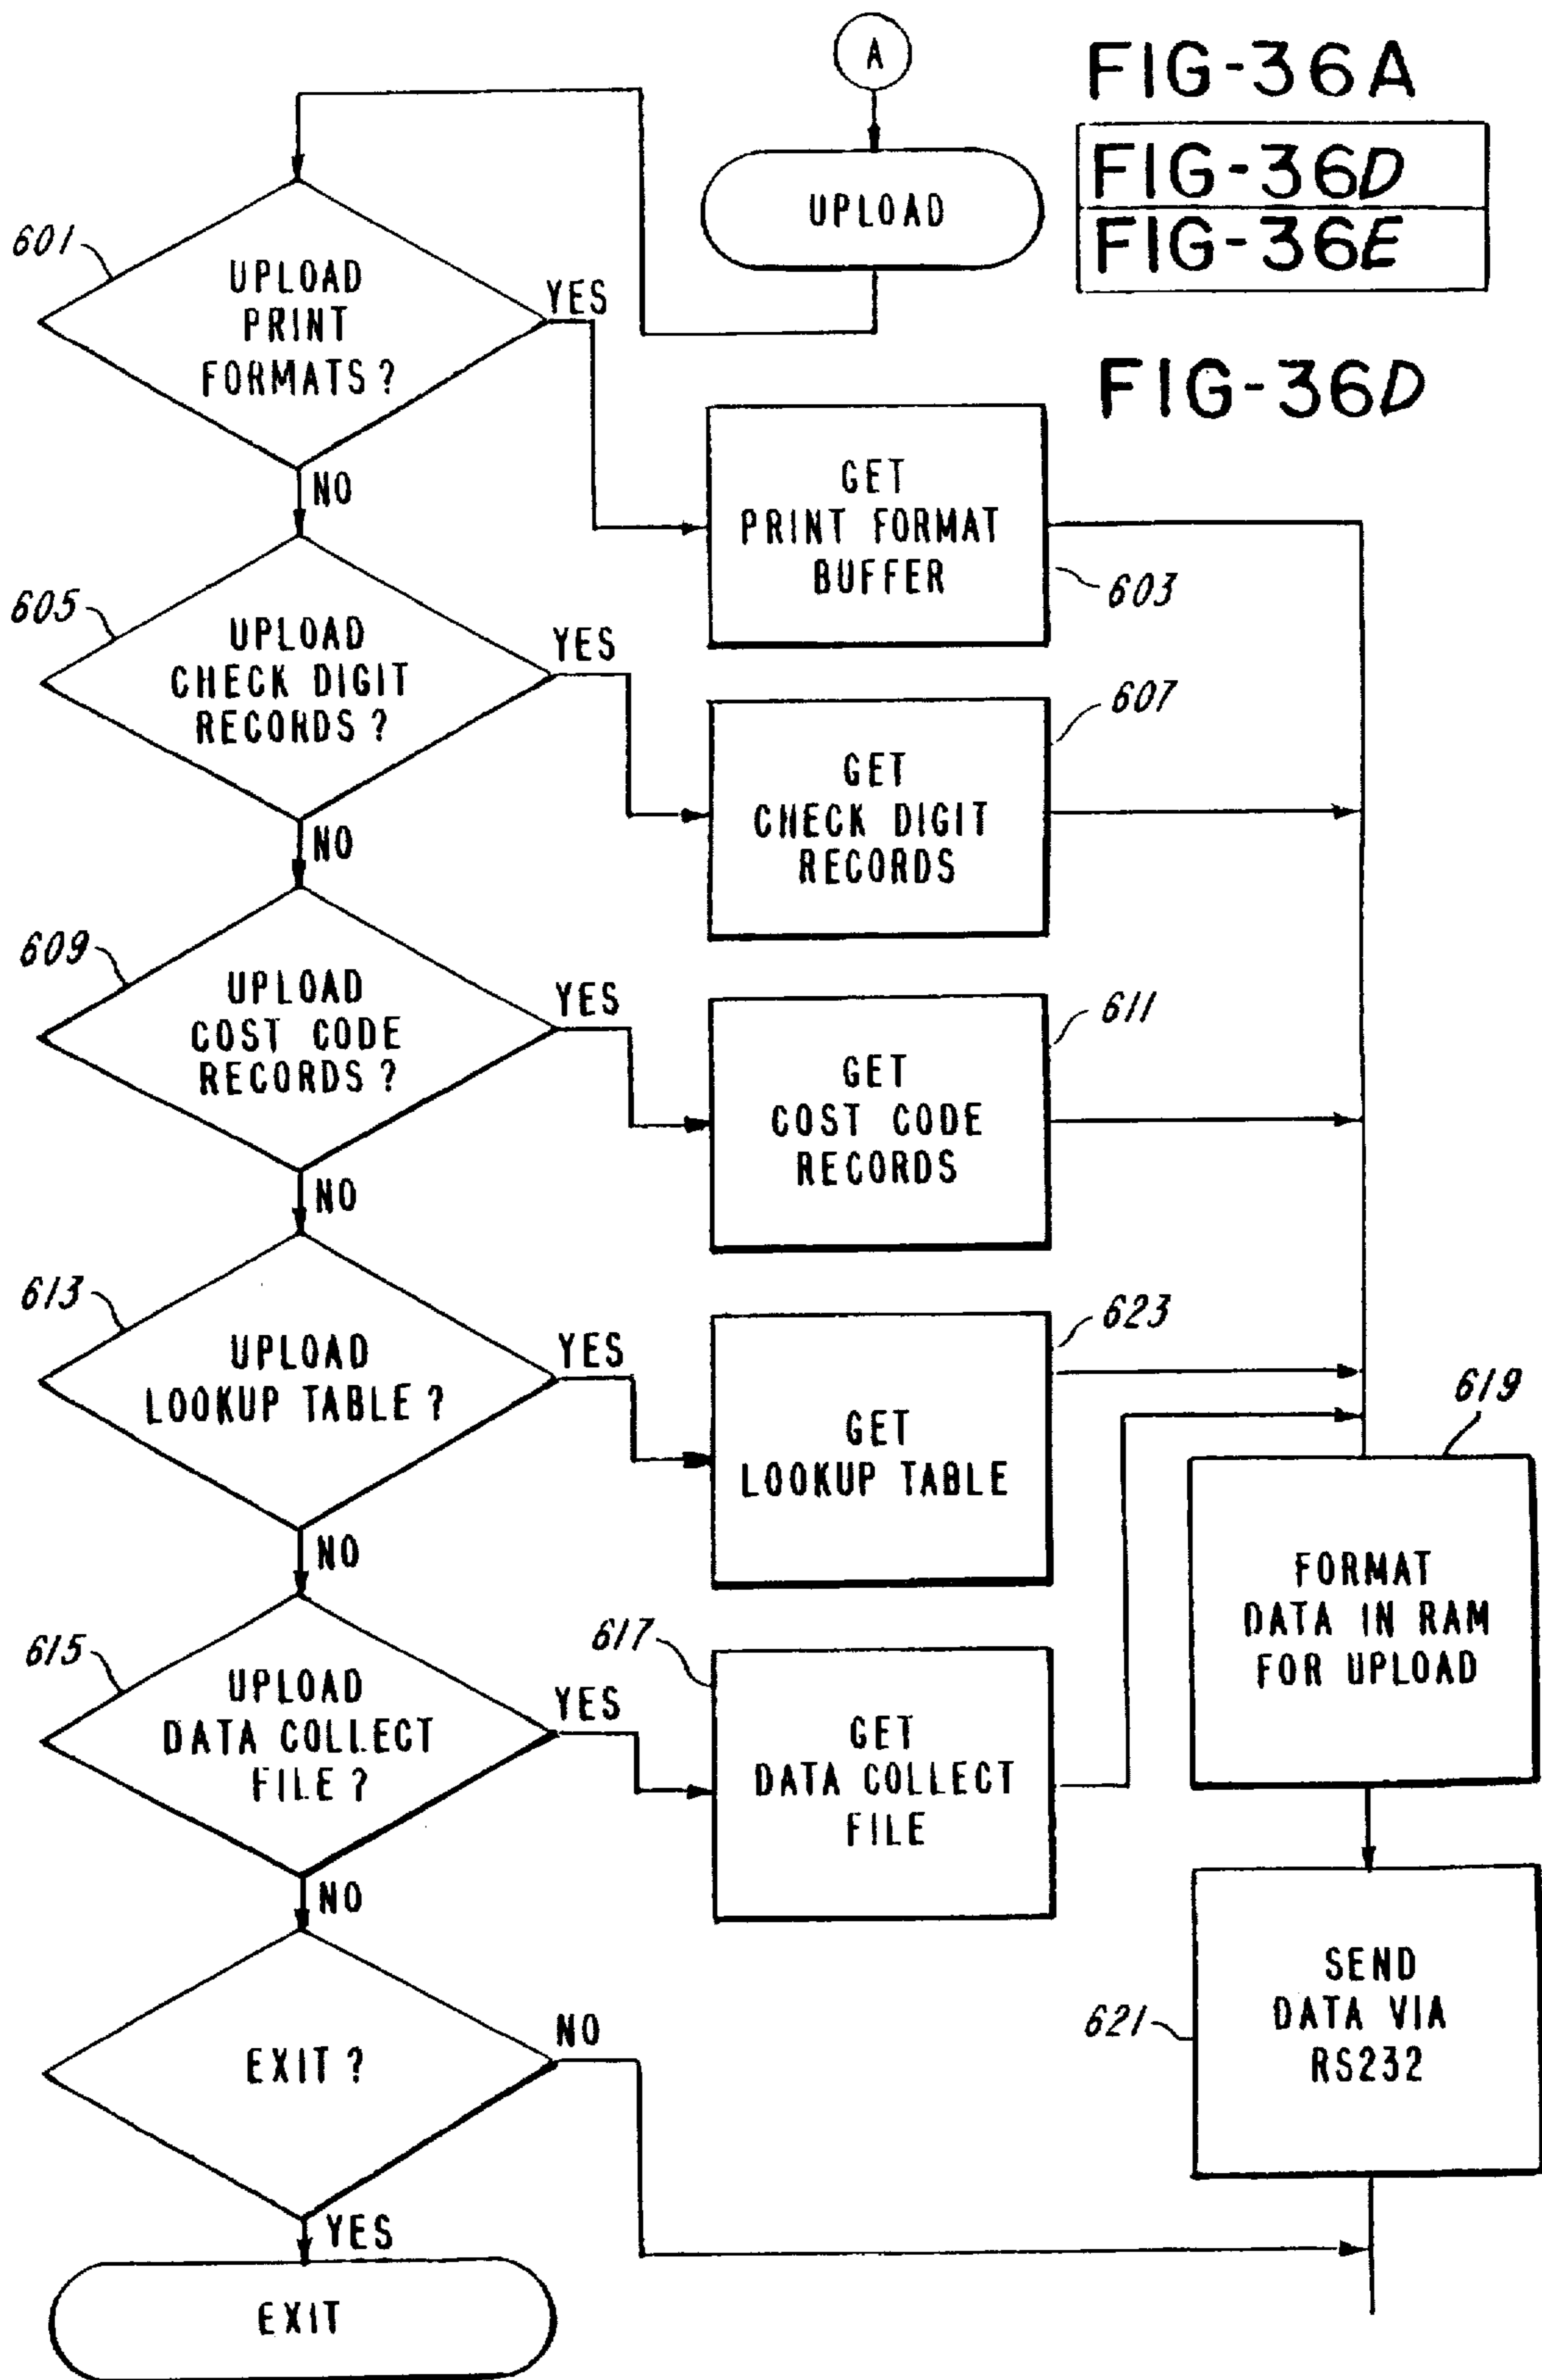 A
FIG-36A
UPLOAD
FIG-36D
FIG-36E
601
UPLOAD
PRINT
FORMATS?
YES
NO
FIG-36D
GET
PRINT FORMAT
BUFFER
603
605
UPLOAD
CHECK DIGIT
RECORDS?
YES
NO
607
GET
CHECK DIGIT
RECORDS
609
UPLOAD
COST CODE
RECORDS?
YES
NO
611
GET
COST CODE
RECORDS
613
UPLOAD
LOOKUP TABLE?
YES
NO
623
GET
LOOKUP TABLE
619
FORMAT
DATA IN RAM
FOR UPLOAD
615
UPLOAD
DATA COLLECT
FILE?
YES
NO
617
GET
DATA COLLECT
FILE
621
SEND
DATA VIA
RS232
EXIT?
NO
YES
EXIT